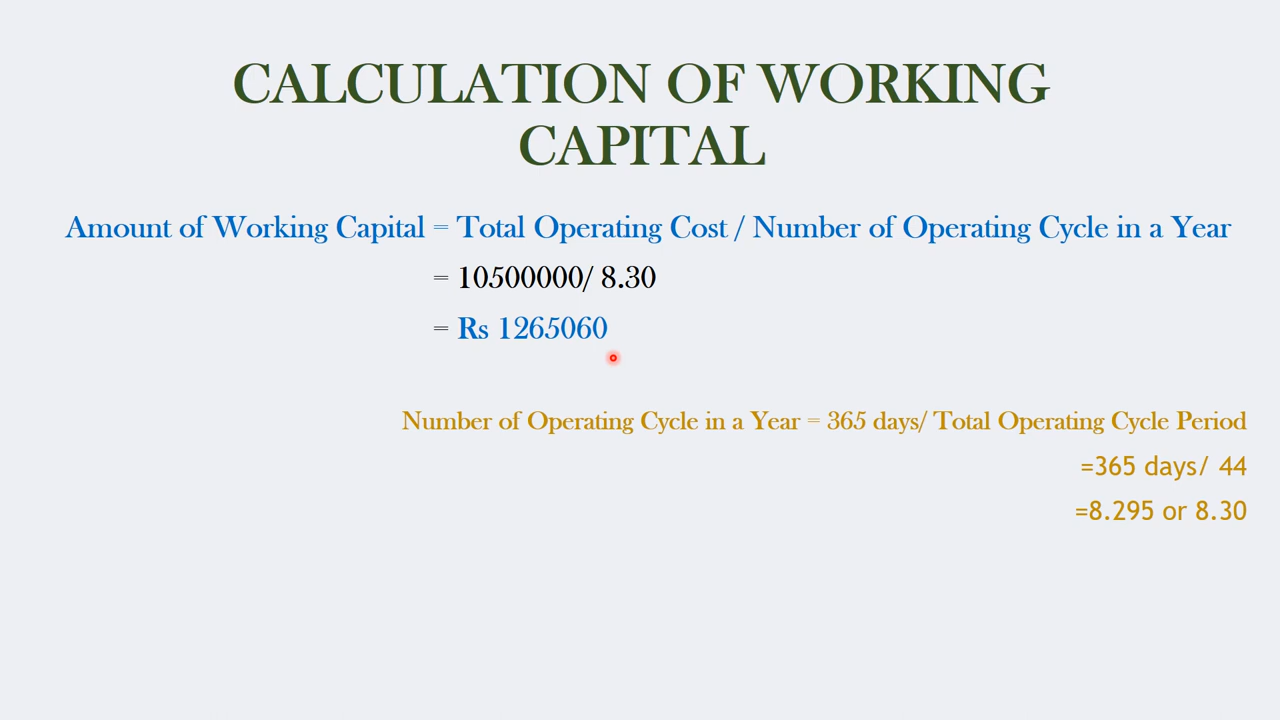 CALCULATION OF WORKING
CAPITAL
Amount of Working Capital = Total Operating Cost / Number of Operating Cycle in a Year
= 10500000/ 8.30
= Rs 1265060
Number of Operating Cycle in a Year = 365 days/ Total Operating Cycle Period
=365 days/ 44
=8.295 or 8.30